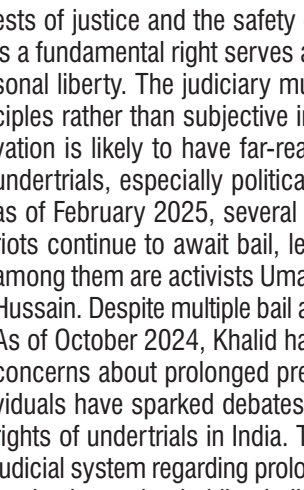 ests of justice and the safety
s a fundamental right serves
sonal liberty. The judiciary mu
ciples rather than subjective i
vation is likely to have far-rea
undertrials, especially politica
as of February 2025, several
riots continue to await bail, le
among them are activists Uma
Hussain. Despite multiple bail a
As of October 2024, Khalid ha
concerns about prolonged pre
viduals have sparked debates
rights of undertrials in India. T
udicial system regarding prolo